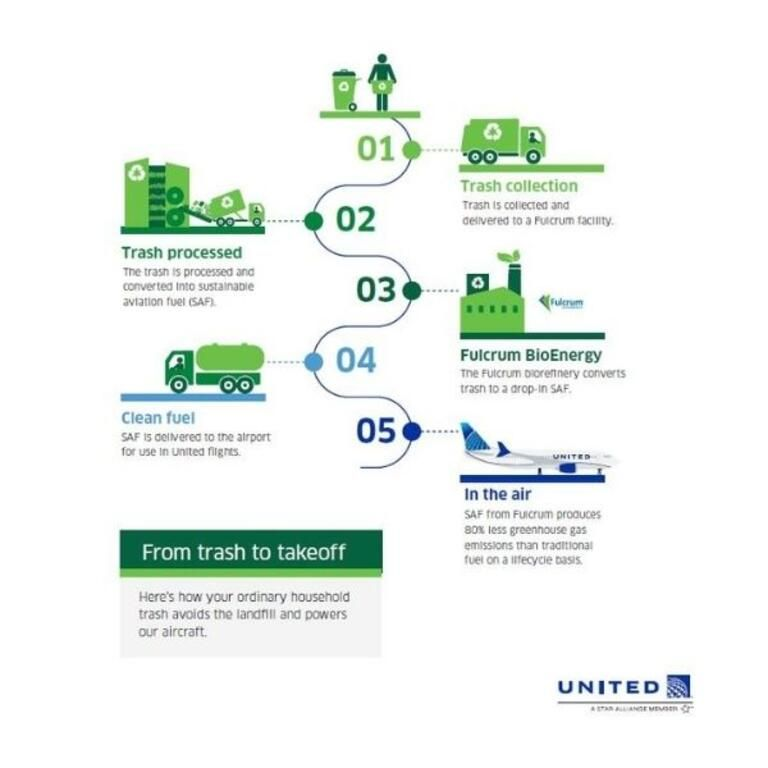 01
Trash collection
Trash is collected and
delivered to a Fulcrum facility.
02
Trash processed
The trash is processed and
converted into sustainable
aviation fuel (SAF).
03
Fulcrum
Fulcrum BioEnergy
The Fulcrum biorefinery converts
trash to a drop-in SAF.
04
Clean fuel
SAF is delivered to the airport
for use in United flights.
05
UNITED
In the air
SAF from Fulcrum produces
80% less greenhouse gas
emissions than traditional
fuel on a lifecycle basis.
From trash to takeoff
Here's how your ordinary household
trash avoids the landfill and powers
our aircraft.
UNITED
A STAR ALLIANCE MEMBER